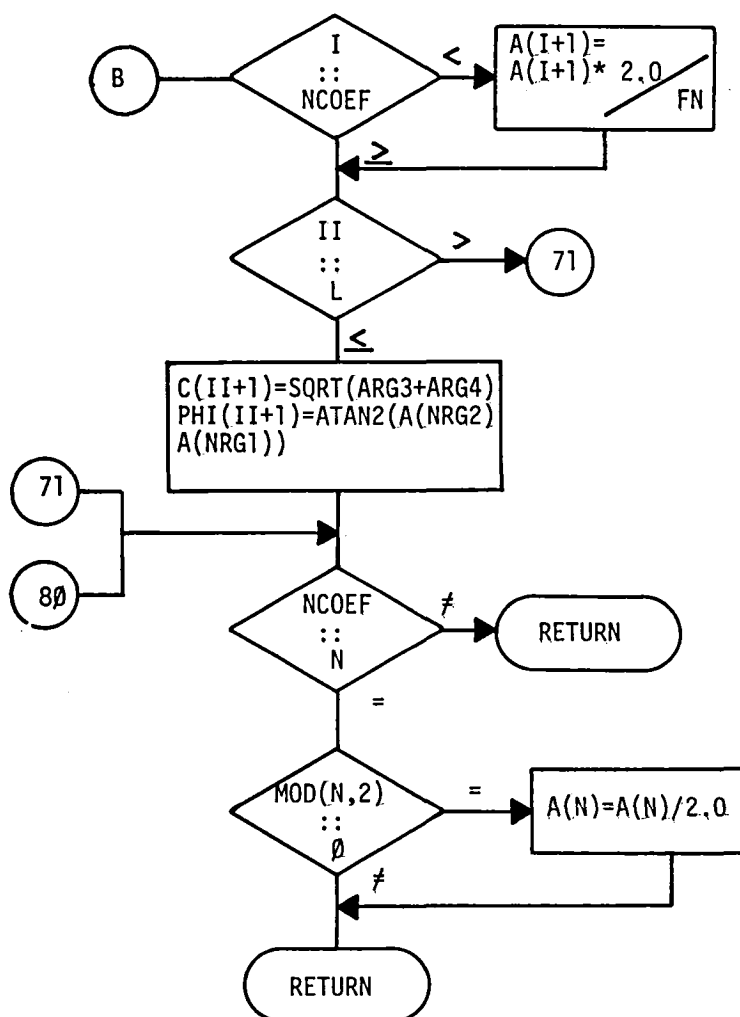 B
I
::
NCOEF
<
A(I+1)=
A(I+1)* 2.0
/
FN
≥
II
::
L
>
71
≤
C(II+1)=SQRT(ARG3+ARG4)
PHI(II+1)=ATAN2(A(NRG2)
A(NRG1))
71
8Ø
NCOEF
::
N
≠
RETURN
=
MOD(N,2)
::
Ø
=
A(N)=A(N)/2.0
≠
RETURN